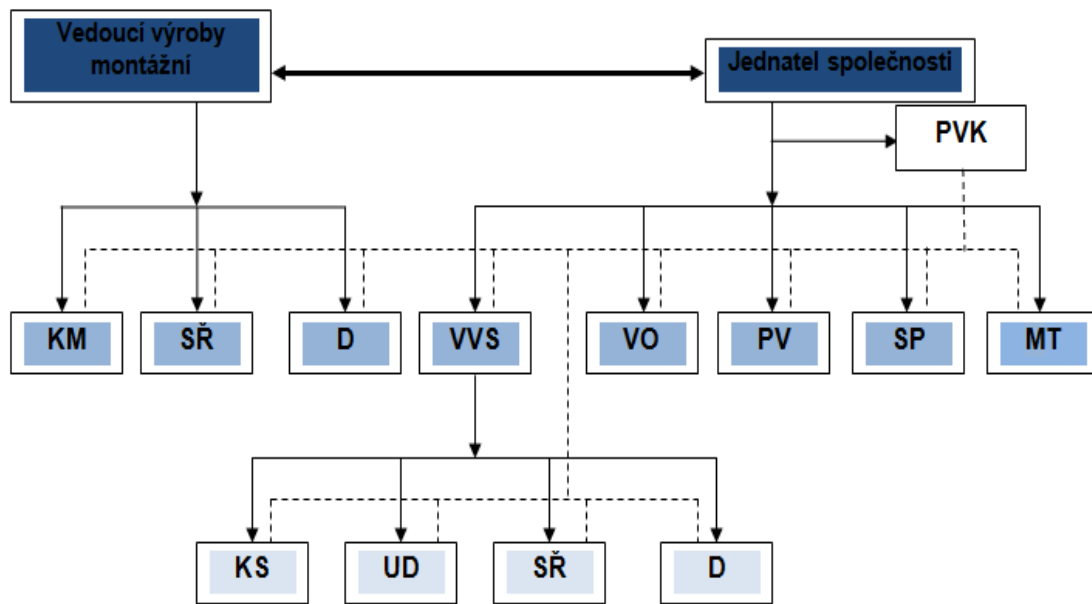 Vedoucí výroby
montážní
Jednatel společnosti
PVK
KM
SŘ
D
VVS
VO
PV
SP
MT
KS
UD
SŘ
D